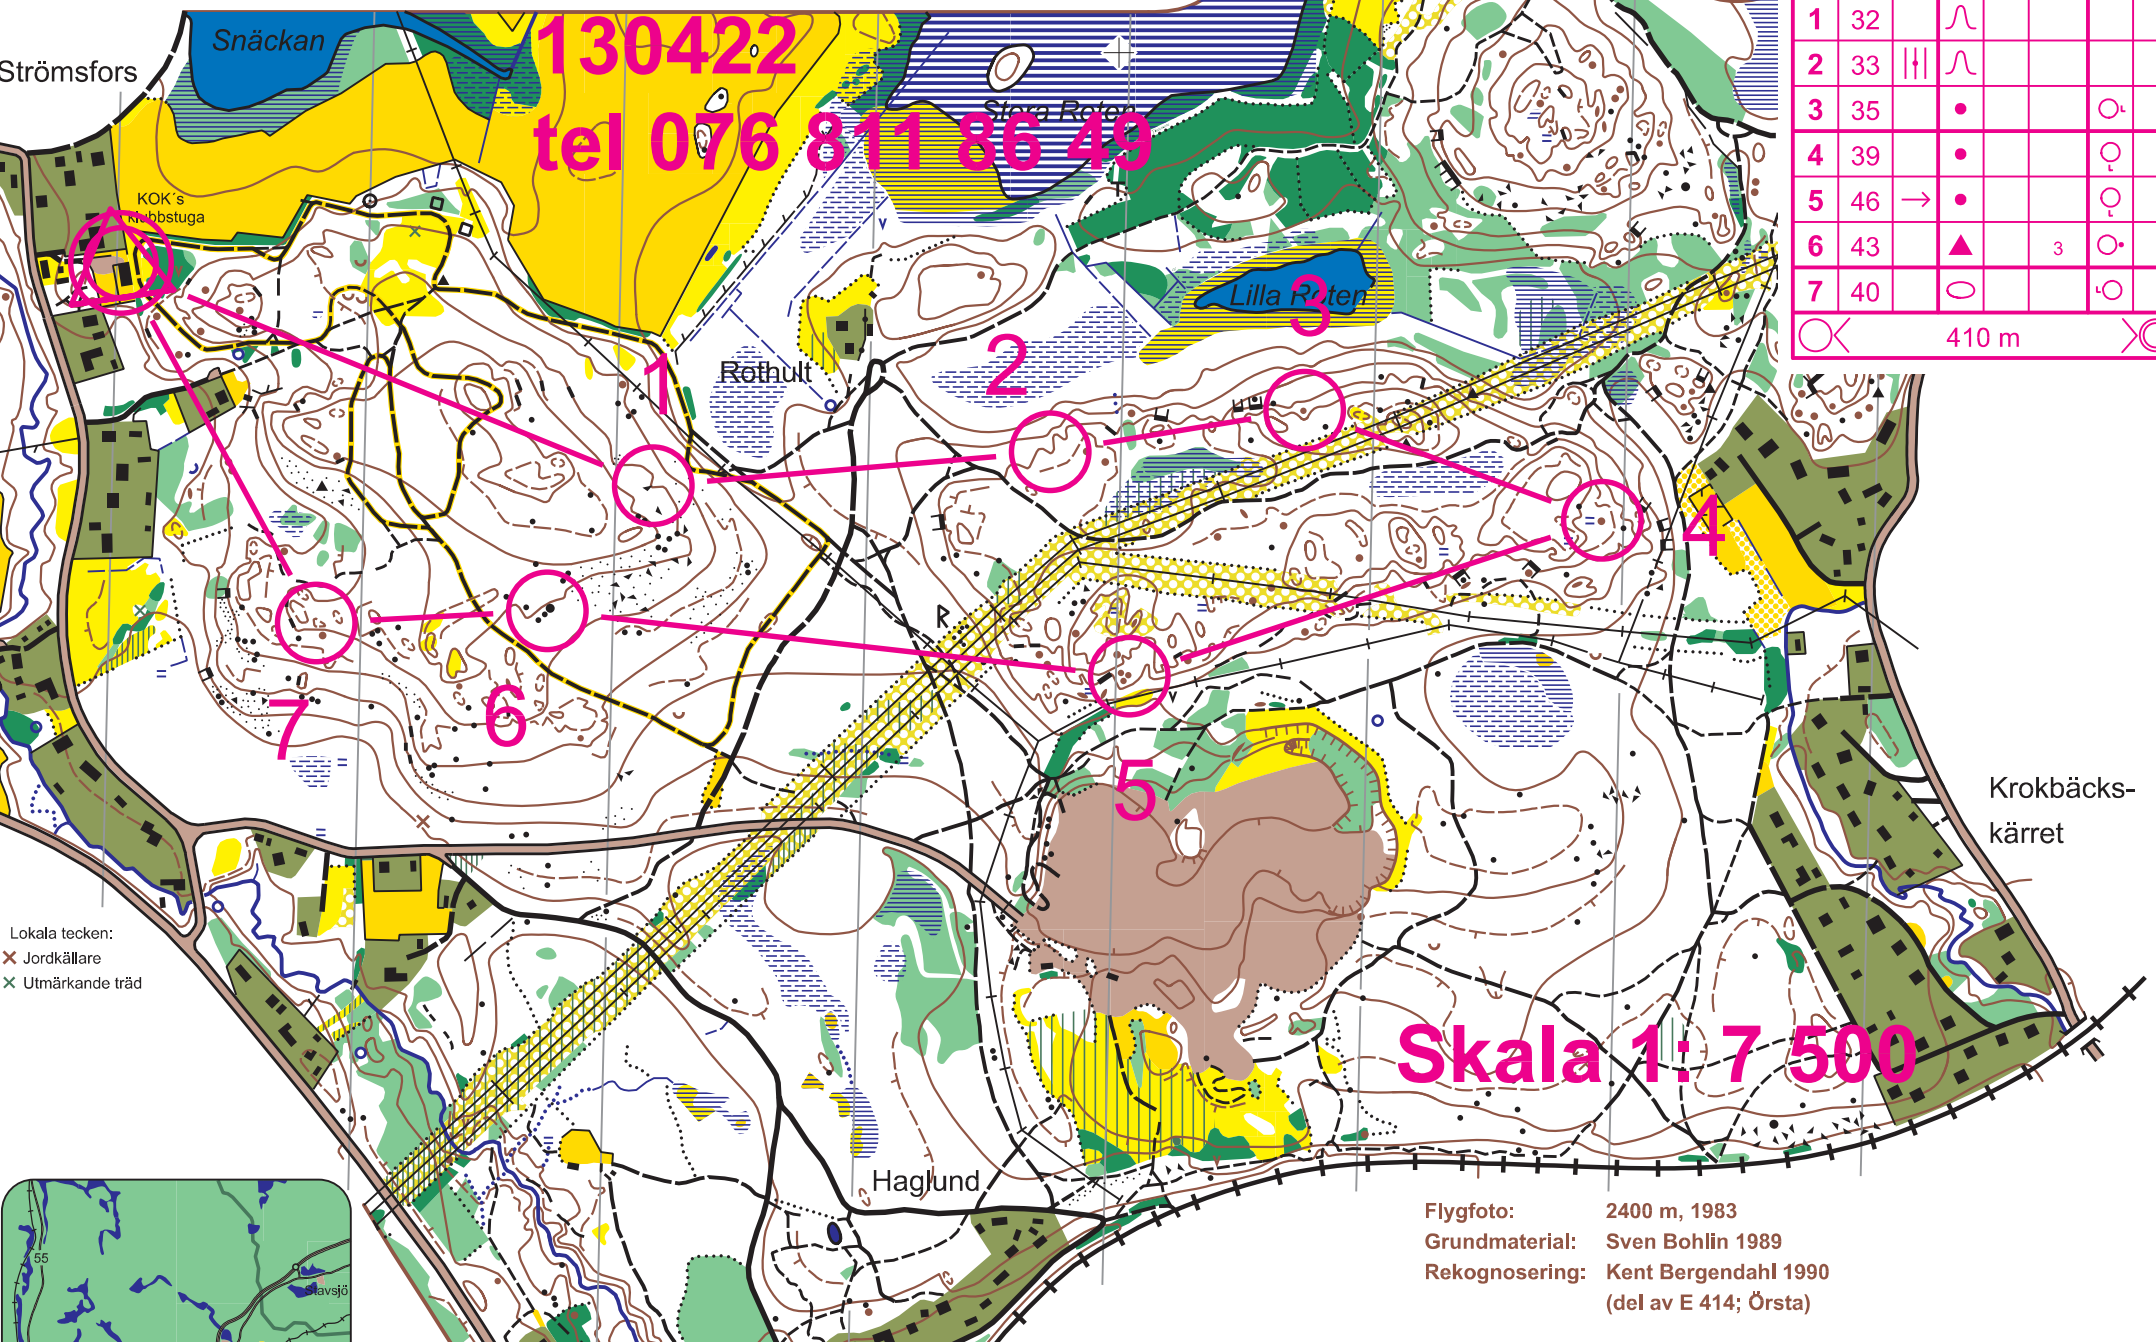 Snäckan
Strömsfors
130422
Stora Roten
tel 076 811 86 49
KOK´s
klubbstuga
Lilla Roten
Rothult
1
2
3
4
5
6
7
R
v
v
1 32
2 33
3 35
4 39
5 46
6 43 3
7 40
410 m
Krokbäcks-
kärret
Lokala tecken:
Jordkällare
Utmärkande träd
Skala 1: 7 500
Haglund
55
Stavsjö
Flygfoto: 2400 m, 1983
Grundmaterial: Sven Bohlin 1989
Rekognosering: Kent Bergendahl 1990
(del av E 414; Örsta)